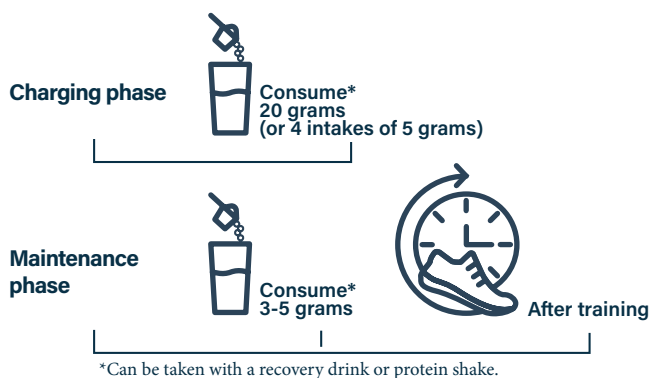 Charging phase
Consume*
20 grams
(or 4 intakes of 5 grams)
Maintenance
phase
Consume*
3-5 grams
After training
*Can be taken with a recovery drink or protein shake.